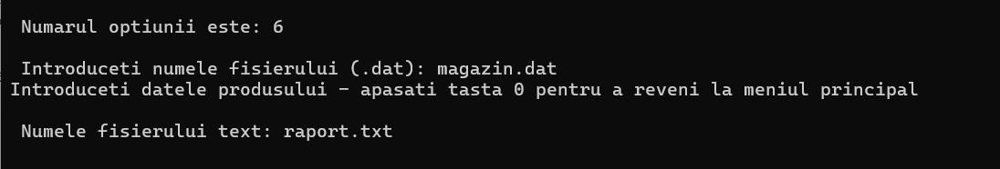 Numarul optiunii este: 6
Introduceti numele fisierului (.dat): magazin.dat
Introduceti datele produsului - apasati tasta 0 pentru a reveni la meniul principal
Numele fisierului text: raport.txt